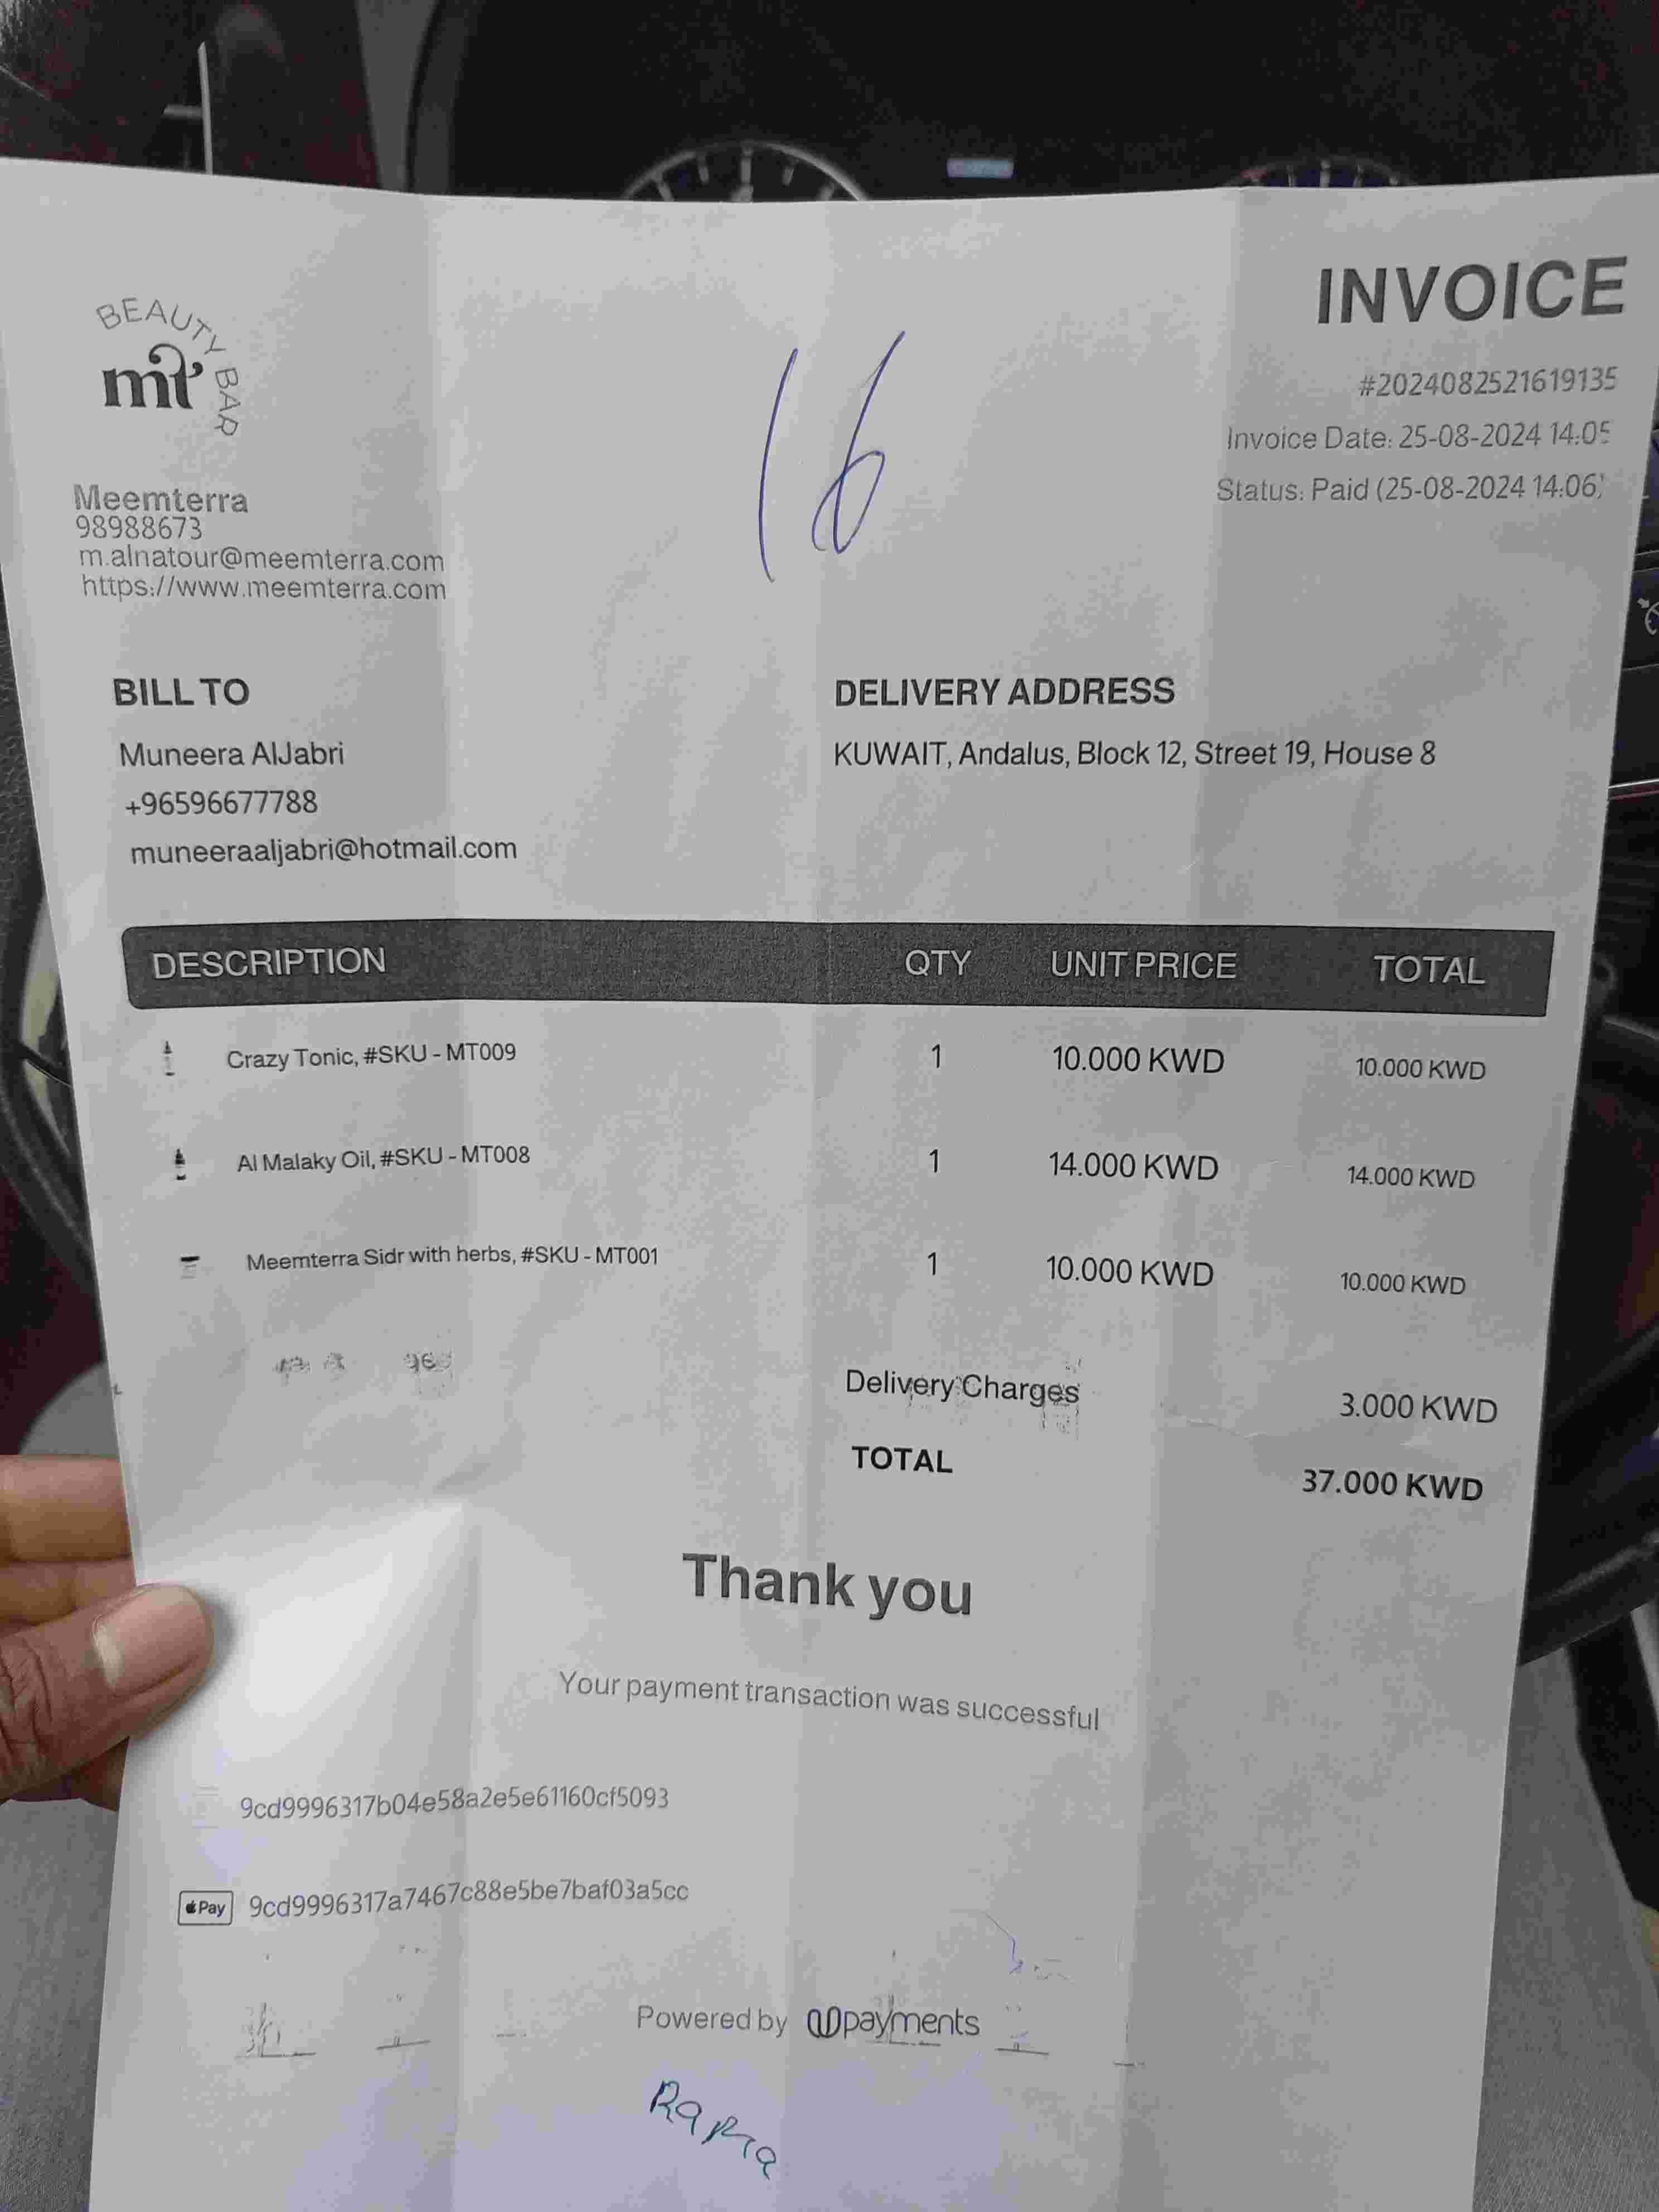 BEAUTY BAR
mt
INVOICE
#2024082521619135
Invoice Date: 25-08-2024 14:05
Status: Paid (25-08-2024 14:06)
16
Meemterra
98988673
m.alnatour@meemterra.com
https://www.meemterra.com
BILL TO
Muneera AlJabri
+96596677788
muneeraaljabri@hotmail.com
DELIVERY ADDRESS
KUWAIT, Andalus, Block 12, Street 19, House 8
DESCRIPTION QTY UNIT PRICE TOTAL
Crazy Tonic, #SKU - MT009 1 10.000 KWD 10.000 KWD
Al Malaky Oil, #SKU - MT008 1 14.000 KWD 14.000 KWD
Meemterra Sidr with herbs, #SKU - MT001 1 10.000 KWD 10.000 KWD
Delivery Charges 3.000 KWD
TOTAL 37.000 KWD
Thank you
Your payment transaction was successful
9cd9996317b04e58a2e5e61160cf5093
Pay 9cd9996317a7467c88e5be7baf03a5cc
Powered by payments